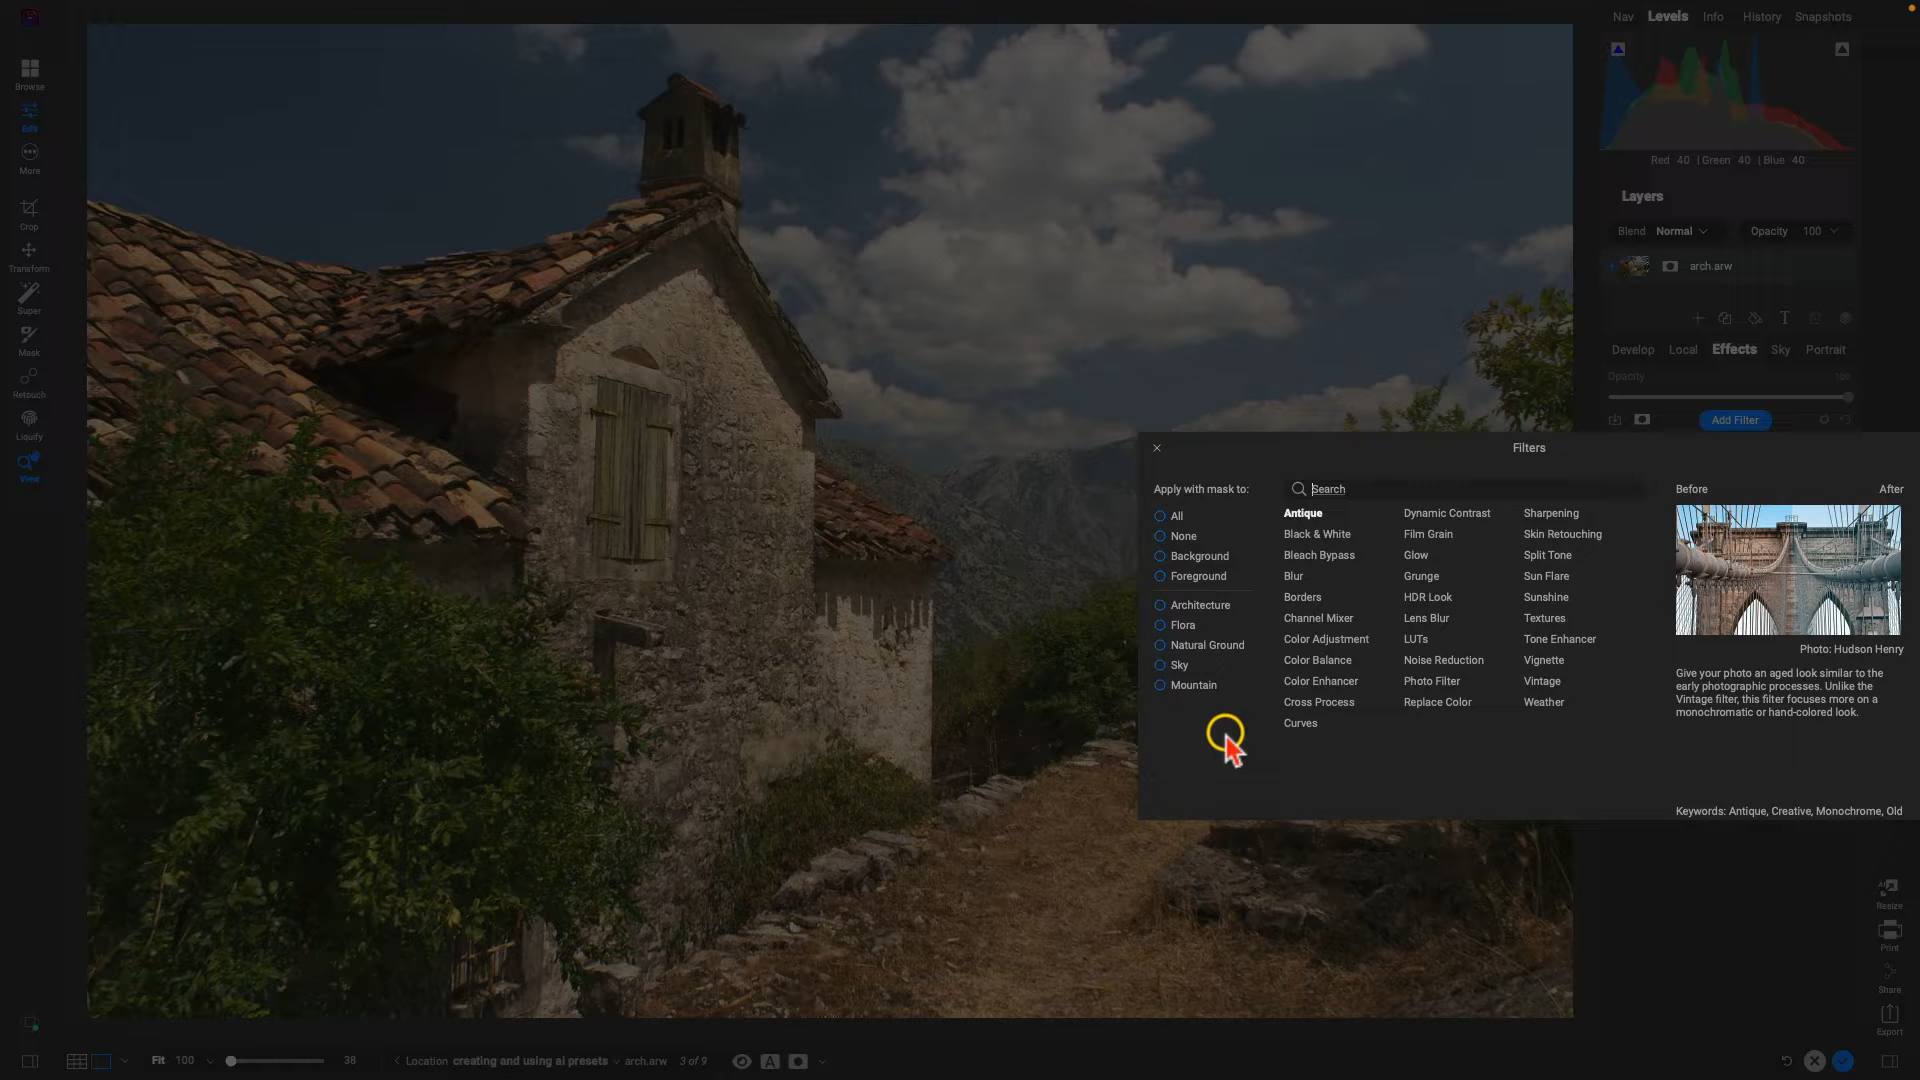 Nav Levels Info History Snapshots
Red 40 | Green 40 | Blue 40
Layers
Blend Normal Opacity 100
arch.arw
Develop Local Effects Sky Portrait
Opacity 100
Add Filter
Browse
Edit
More
Crop
Transform
Super
Mask
Retouch
Liquify
View
Filters
Apply with mask to:
All
None
Background
Foreground
Architecture
Flora
Natural Ground
Sky
Mountain
Search
Antique
Black & White
Bleach Bypass
Blur
Borders
Channel Mixer
Color Adjustment
Color Balance
Color Enhancer
Cross Process
Curves
Dynamic Contrast
Film Grain
Glow
Grunge
HDR Look
Lens Blur
LUTs
Noise Reduction
Photo Filter
Replace Color
Sharpening
Skin Retouching
Split Tone
Sun Flare
Sunshine
Textures
Tone Enhancer
Vignette
Vintage
Weather
Before After
Photo: Hudson Henry
Give your photo an aged look similar to the
early photographic processes. Unlike the
Vintage filter, this filter focuses more on a
monochromatic or hand-colored look.
Keywords: Antique, Creative, Monochrome, Old
Resize
Print
Share
Export
Fit 100 38 Location creating and using ai presets arch.arw 3 of 9 A